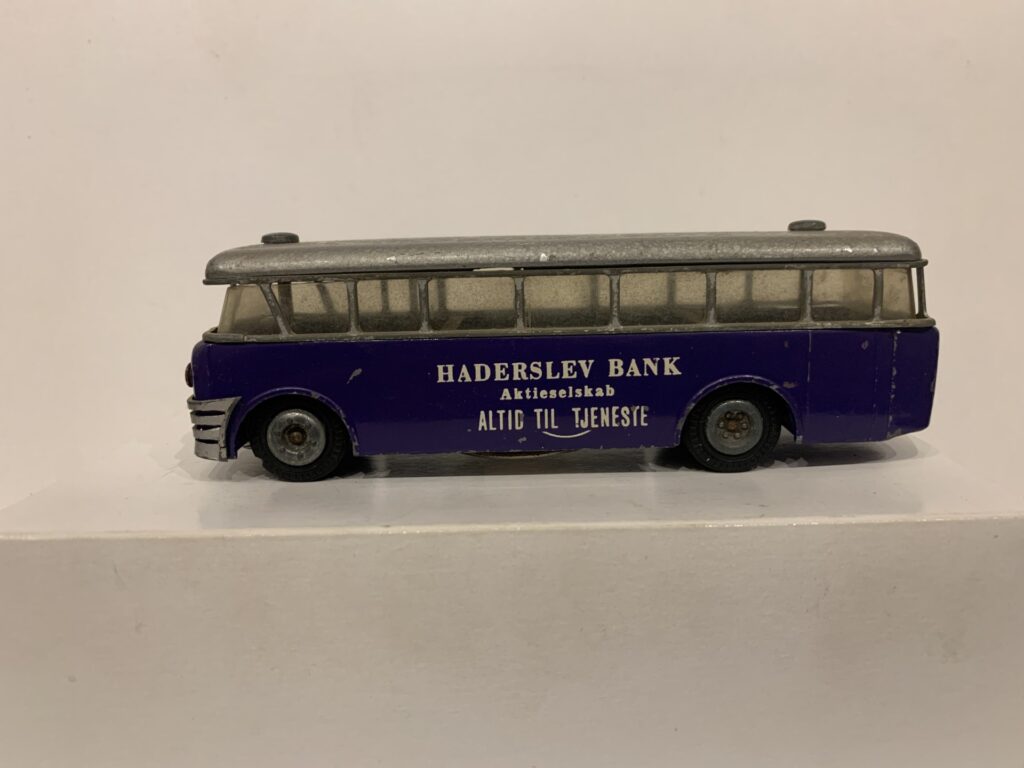 HADERSLEV BANK
Aktieselskab
ALTID TIL TJENESTE